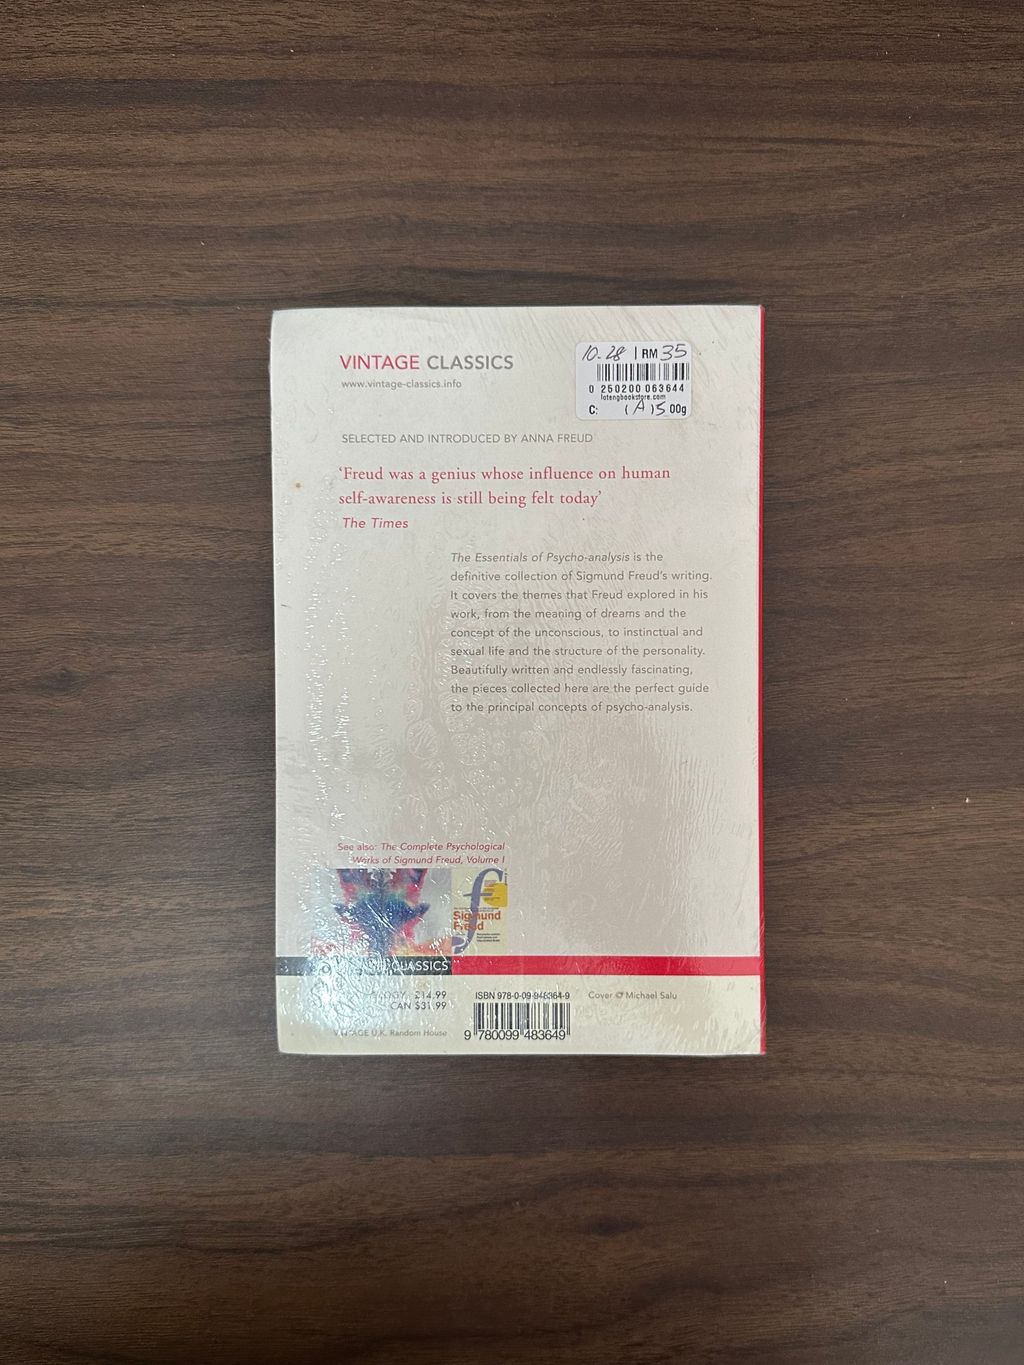 VINTAGE CLASSICS
www.vintage-classics.info
10-28 | RM 35
0 250200 063644
lotengbookstore.com
C: 1A15 00g
SELECTED AND INTRODUCED BY ANNA FREUD
‘Freud was a genius whose influence on human
self-awareness is still being felt today’
The Times
The Essentials of Psycho-analysis is the
definitive collection of Sigmund Freud's writing.
It covers the themes that Freud explored in his
work, from the meaning of dreams and the
concept of the unconscious, to instinctual and
sexual life and the structure of the personality.
Beautifully written and endlessly fascinating,
the pieces collected here are the perfect guide
to the principal concepts of psycho-analysis.
See also: The Complete Psychological
Works of Sigmund Freud, Volume I
f
Sigmund
Freud
CLASSICS
£14.99
CAN $31.99
VINTAGE U.K. Random House
ISBN 978-0-09-948364-9
9 780099 483649
Cover © Michael Salu